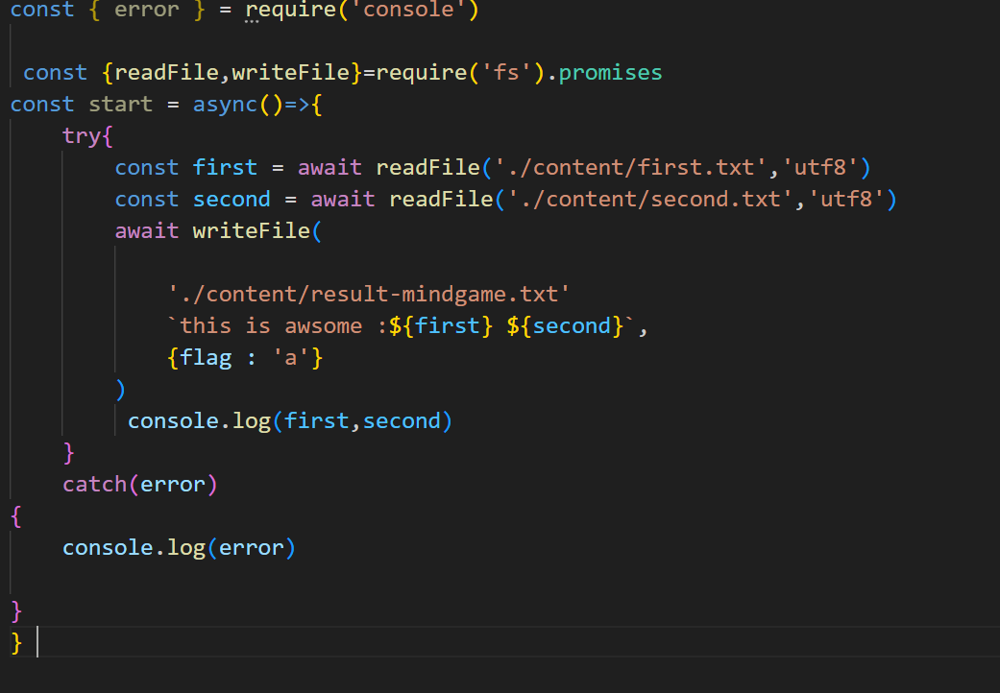 const { error } = require('console')
const {readFile,writeFile}=require('fs').promises
const start = async()=>{
try{
const first = await readFile('./content/first.txt','utf8')
const second = await readFile('./content/second.txt','utf8')
await writeFile(
'./content/result-mindgame.txt'
`this is awsome :${first} ${second}`,
{flag : 'a'}
)
console.log(first,second)
}
catch(error)
{
console.log(error)
}
}